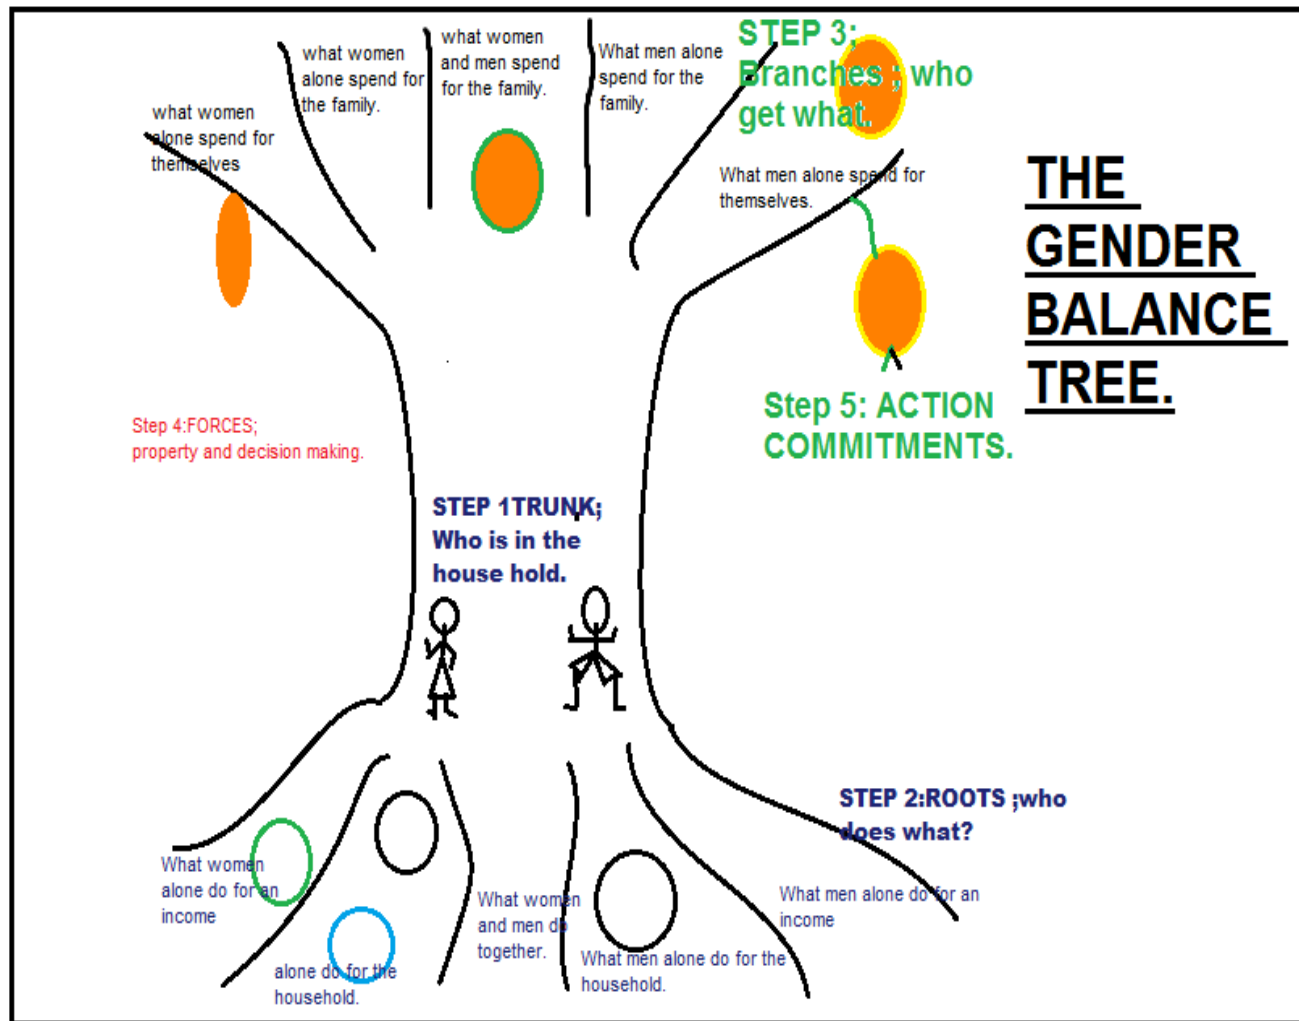 what women
alone spend for
themselves
what women
alone spend for
the family.
what women
and men spend
for the family.
What men alone
spend for the
family.
STEP 3;
Branches ; who
get what.
What men alone spend for
themselves.
THE
GENDER
BALANCE
TREE.
Step 4:FORCES;
property and decision making.
Step 5: ACTION
COMMITMENTS.
STEP 1TRUNK;
Who is in the
house hold.
STEP 2:ROOTS ;who
does what?
What women
alone do for an
income
alone do for the
household.
What women
and men do
together.
What men alone do for the
household.
What men alone do for an
income